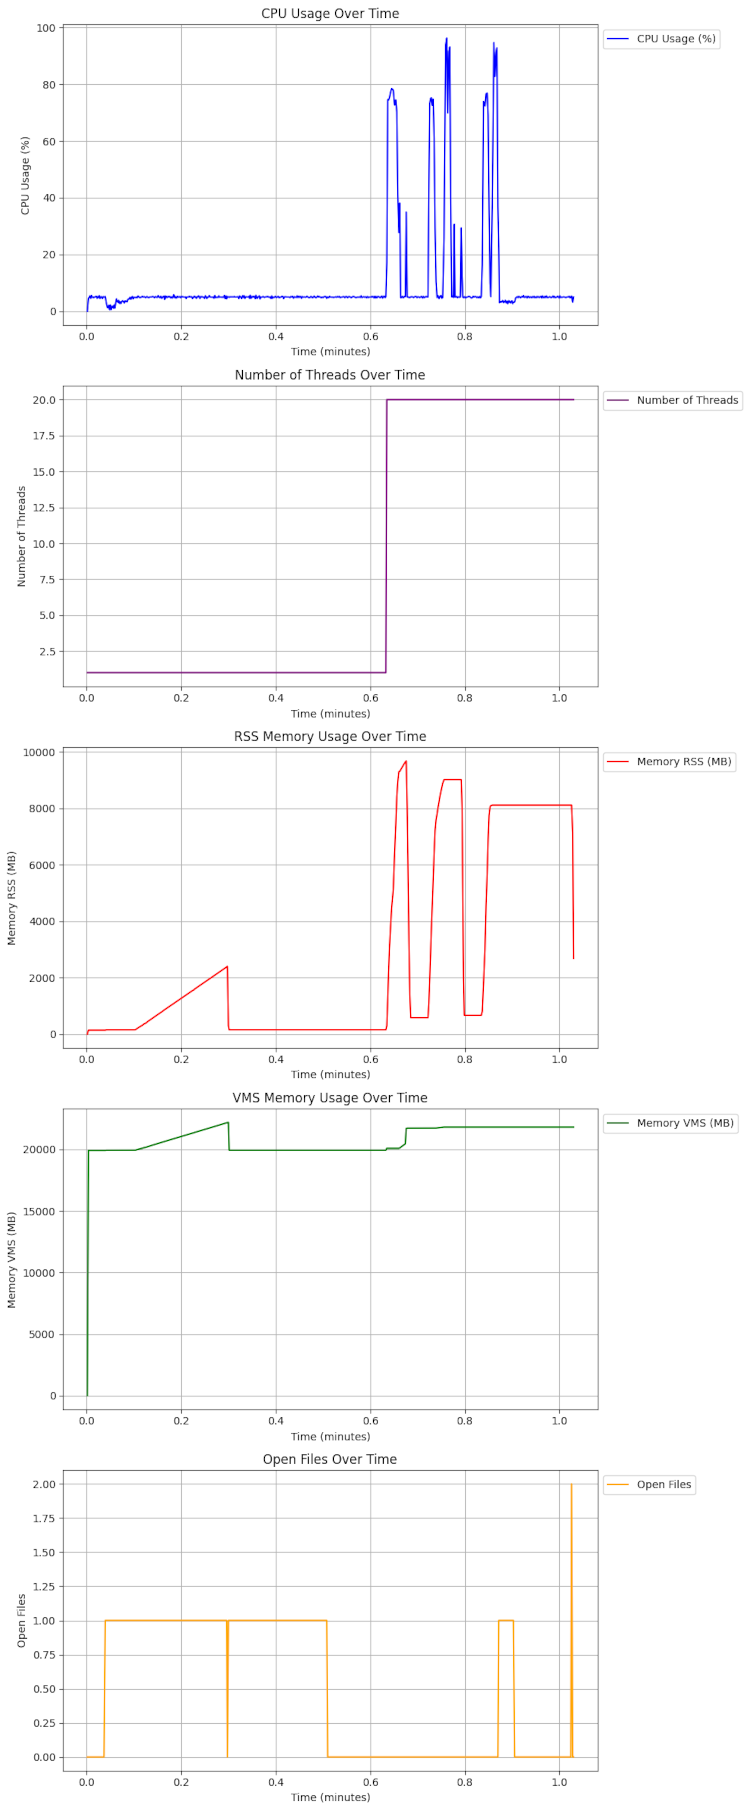 CPU Usage Over Time
CPU Usage (%)
100
80
60
40
20
0
CPU Usage (%)
0.0 0.2 0.4 0.6 0.8 1.0
Time (minutes)
Number of Threads Over Time
Number of Threads
20.0
17.5
15.0
12.5
10.0
7.5
5.0
2.5
Number of Threads
0.0 0.2 0.4 0.6 0.8 1.0
Time (minutes)
RSS Memory Usage Over Time
Memory RSS (MB)
10000
8000
6000
4000
2000
0
Memory RSS (MB)
0.0 0.2 0.4 0.6 0.8 1.0
Time (minutes)
VMS Memory Usage Over Time
Memory VMS (MB)
20000
15000
10000
5000
0
Memory VMS (MB)
0.0 0.2 0.4 0.6 0.8 1.0
Time (minutes)
Open Files Over Time
Open Files
2.00
1.75
1.50
1.25
1.00
0.75
0.50
0.25
0.00
Open Files
0.0 0.2 0.4 0.6 0.8 1.0
Time (minutes)